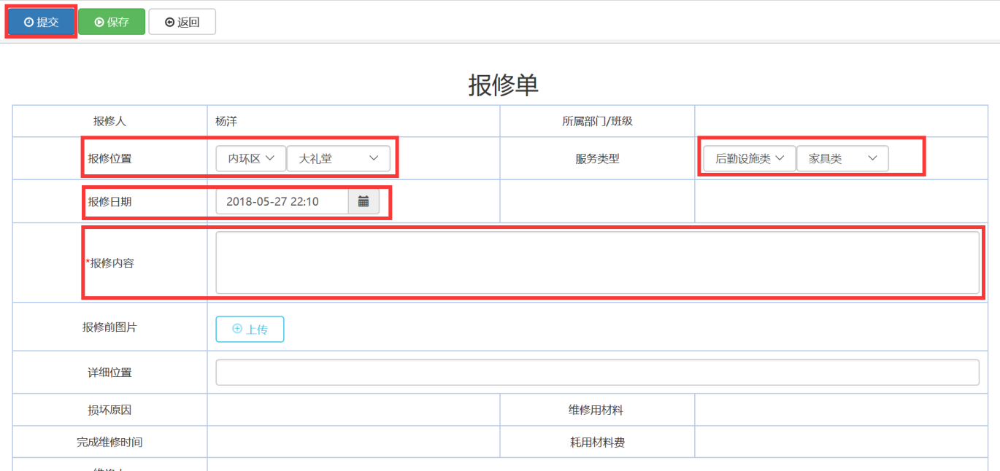 提交 保存 返回
报修单
报修人 杨洋 所属部门/班级
报修位置 内环区 大礼堂 服务类型 后勤设施类 家具类
报修日期 2018-05-27 22:10
*报修内容
报修前图片 上传
详细位置
损坏原因 维修用材料
完成维修时间 耗用材料费